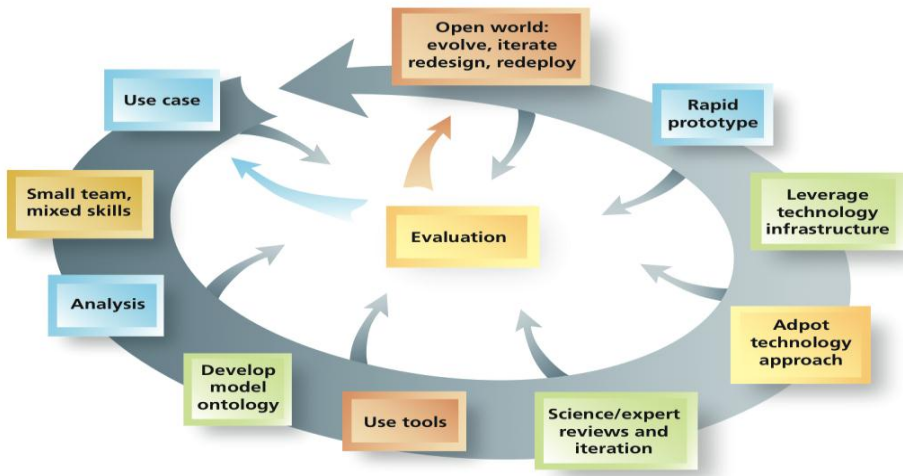 Open world:
evolve, iterate
redesign, redeploy
Use case
Rapid
prototype
Small team,
mixed skills
Leverage
technology
infrastructure
Evaluation
Analysis
Adpot
technology
approach
Develop
model
ontology
Use tools
Science/expert
reviews and
iteration